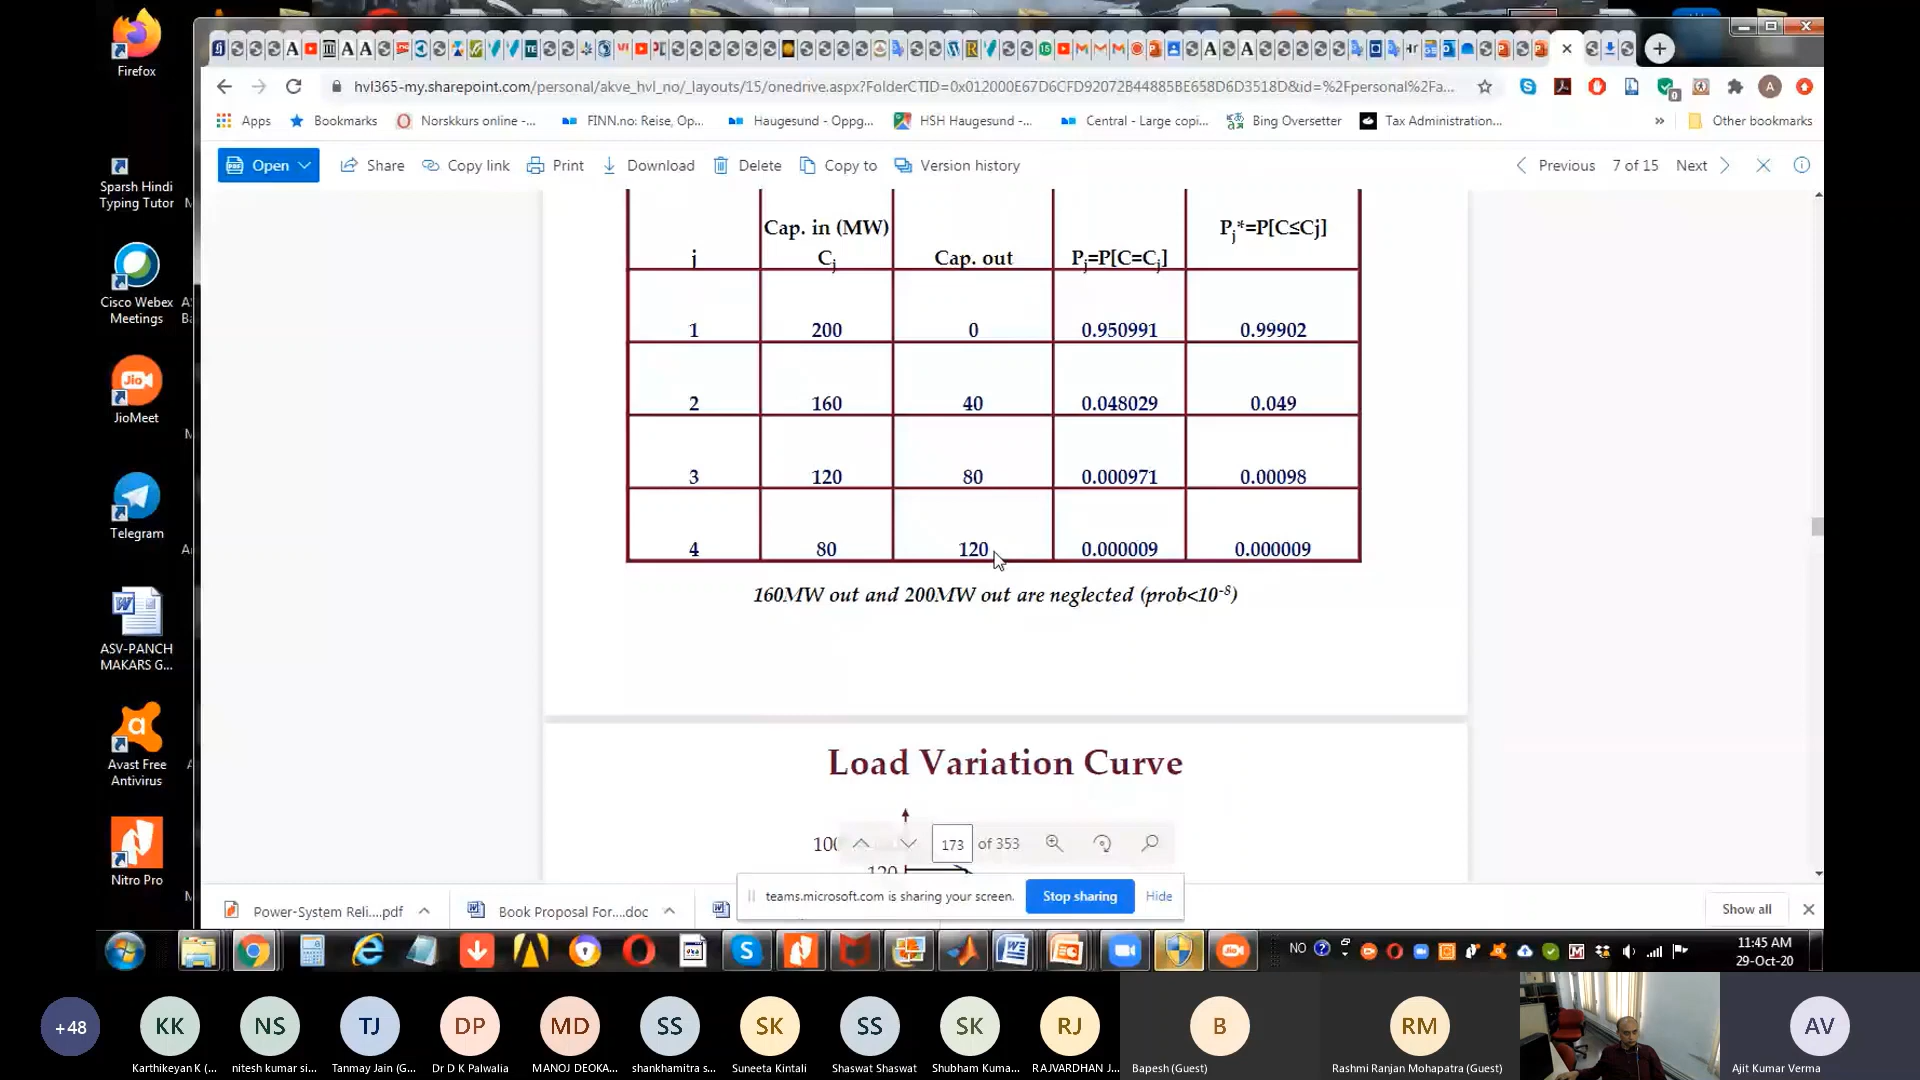 Firefox
Sparsh Hindi
Typing Tutor
Cisco Webex
Meetings
JioMeet
Telegram
ASV-PANCH
MAKARS G...
Avast Free
Antivirus
Nitro Pro
hvl365-my.sharepoint.com/personal/akve_hvl_no/_layouts/15/onedrive.aspx?FolderCTID=0x012000E67D6CFD92072B44885BE658D6D3518D&id=%2Fpersonal%2Fa...
Apps Bookmarks Norskkurs online -... FINN.no: Reise, Op... Haugesund - Oppg... HSH Haugesund -... Central - Large copi... Bing Oversetter Tax Administration... » Other bookmarks
Open Share Copy link Print Download Delete Copy to Version history Previous 7 of 15 Next
Cap. in (MW) Pj*=P[C≤Cj]
j Cj Cap. out Pj=P[C=Cj]
1 200 0 0.950991 0.99902
2 160 40 0.048029 0.049
3 120 80 0.000971 0.00098
4 80 120 0.000009 0.000009
160MW out and 200MW out are neglected (prob<10-8)
Load Variation Curve
173 of 353
teams.microsoft.com is sharing your screen. Stop sharing Hide
Power-System Reli....pdf Book Proposal For....doc Show all
NO 11:45 AM
29-Oct-20
+48 KK NS TJ DP MD SS SK SS SK RJ B RM AV
Karthikeyan K (... nitesh kumar si... Tanmay Jain (G... Dr D K Palwalia MANOJ DEOKA... shankhamitra s... Suneeta Kintali Shaswat Shaswat Shubham Kuma... RAJVARDHAN J... Bapesh (Guest) Rashmi Ranjan Mohapatra (Guest) Ajit Kumar Verma